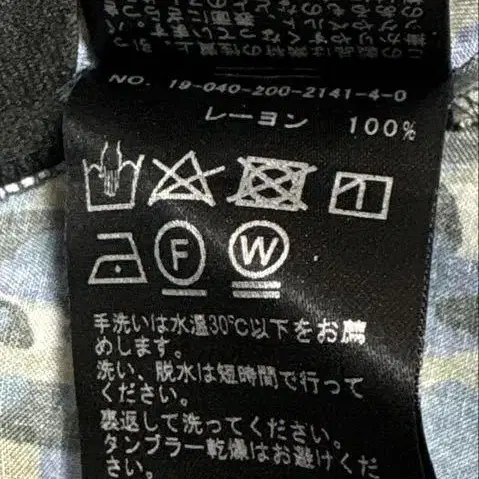 NO. 19-040-200-2141-4-0
レーヨン 100%
F W
手洗いは水温30℃以下をお薦
めします。
洗い、脱水は短時間で行って
ください。
裏返して洗ってください。
タンブラー乾燥はお避けくだ
さい。